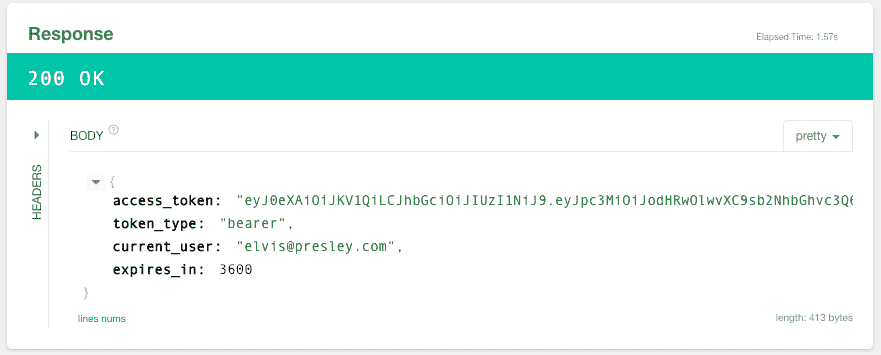 Response
Elapsed Time: 1.57s
200 OK
HEADERS
BODY ?
pretty
{
access_token: "eyJ0eXAiOiJKV1QiLCJhbGciOiJIUzI1NiJ9.eyJpc3MiOiJodHRwOlwvXC9sb2NhbGhvc3Q6
token_type: "bearer",
current_user: "elvis@presley.com",
expires_in: 3600
}
lines nums
length: 413 bytes